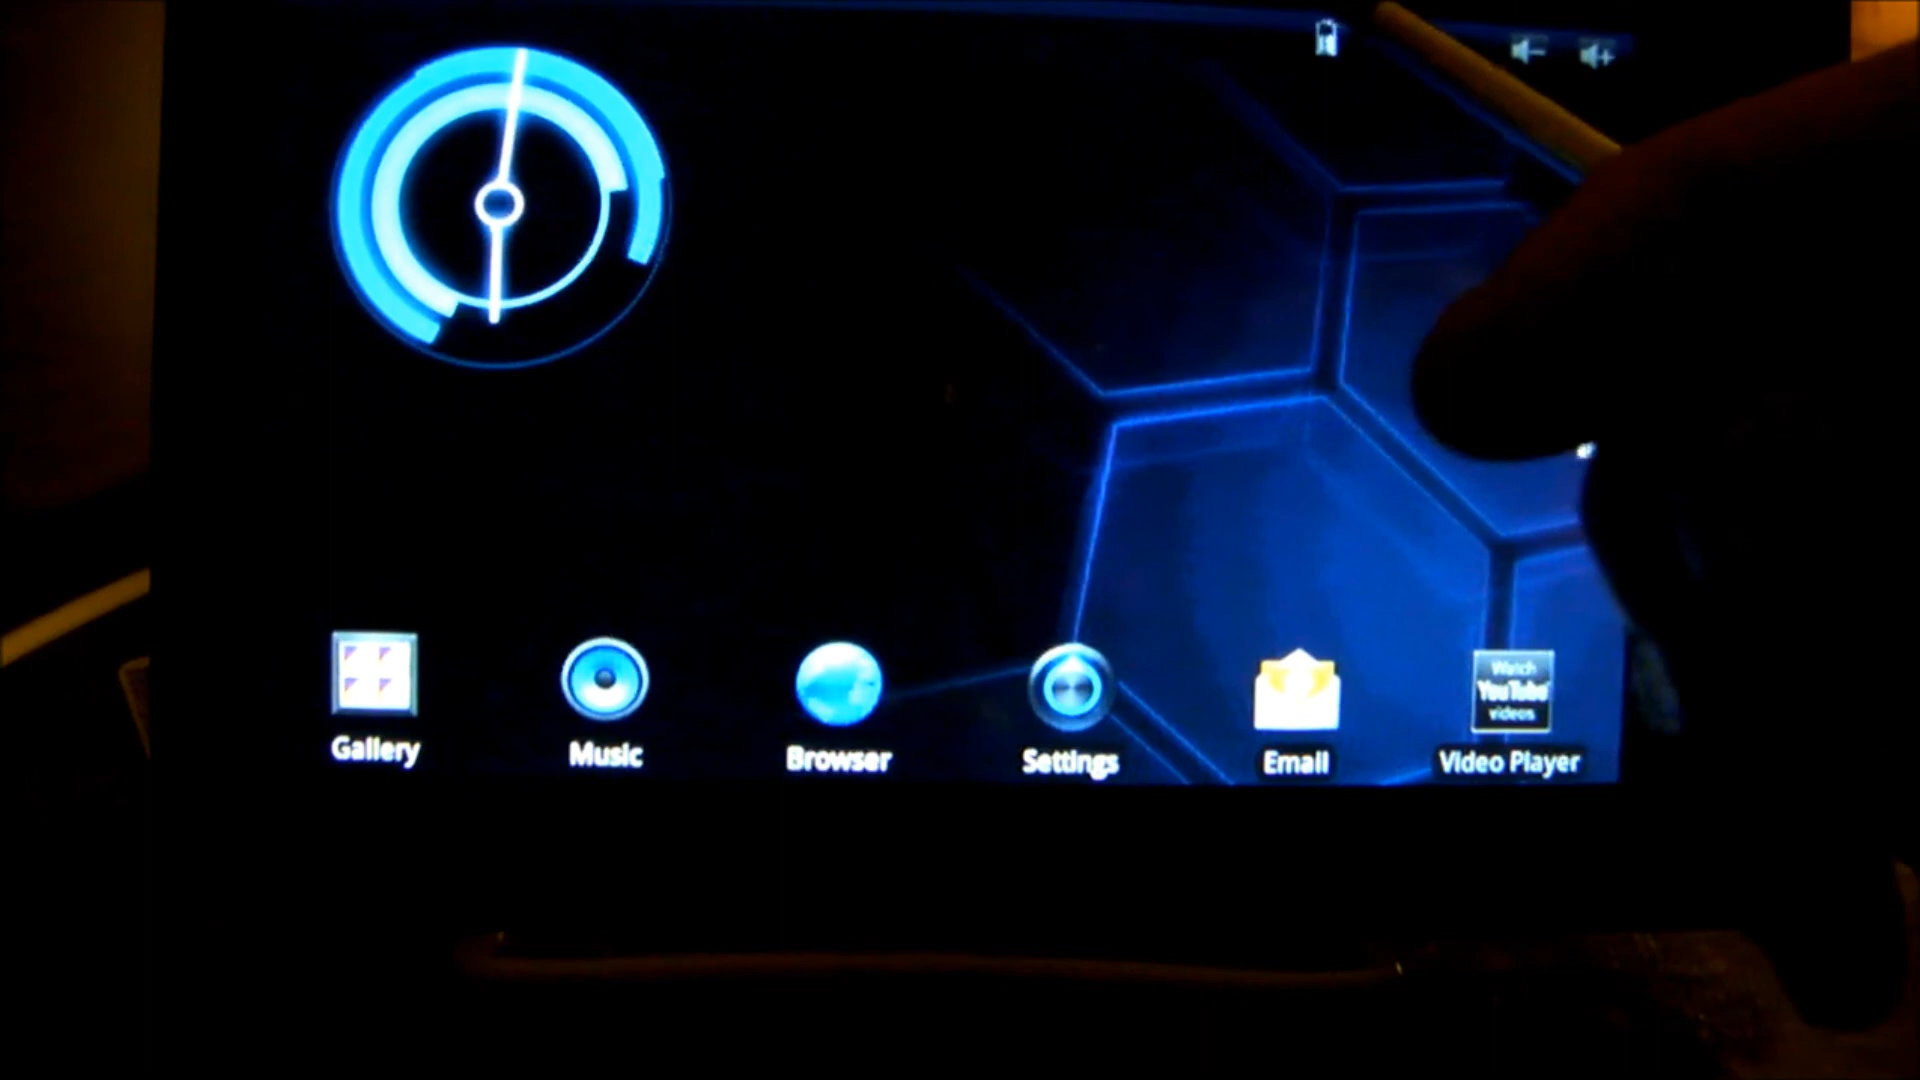 Gallery
Music
Browser
Settings
Email
Watch
YouTube
videos
Video Player